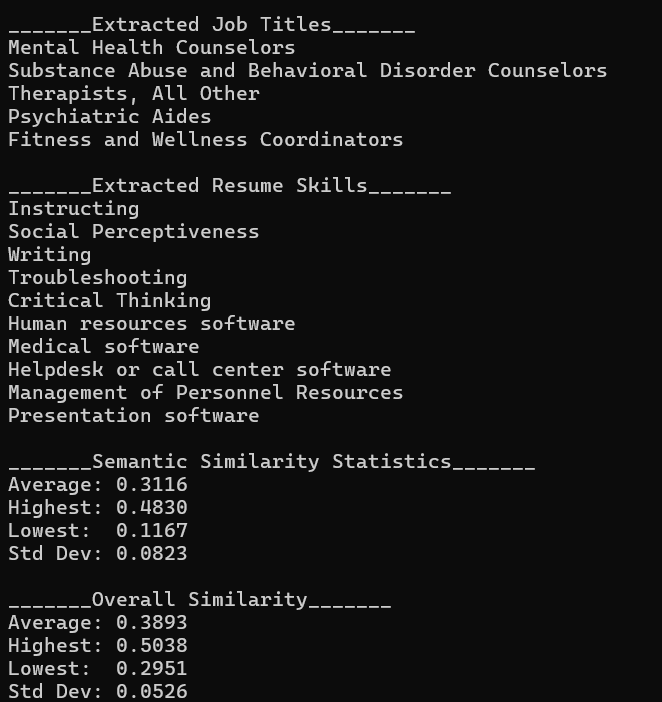 _______Extracted Job Titles_______
Mental Health Counselors
Substance Abuse and Behavioral Disorder Counselors
Therapists, All Other
Psychiatric Aides
Fitness and Wellness Coordinators

_______Extracted Resume Skills_______
Instructing
Social Perceptiveness
Writing
Troubleshooting
Critical Thinking
Human resources software
Medical software
Helpdesk or call center software
Management of Personnel Resources
Presentation software

_______Semantic Similarity Statistics_______
Average: 0.3116
Highest: 0.4830
Lowest:  0.1167
Std Dev: 0.0823

_______Overall Similarity_______
Average: 0.3893
Highest: 0.5038
Lowest:  0.2951
Std Dev: 0.0526